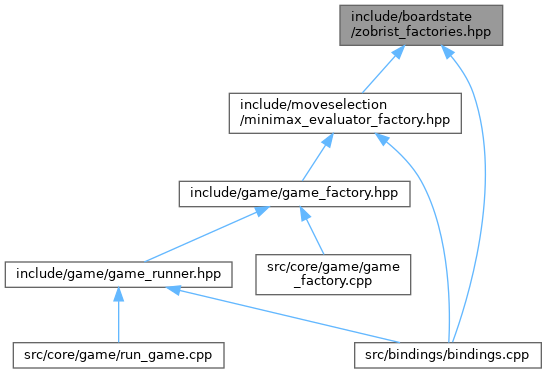 include/boardstate
/zobrist_factories.hpp
include/moveselection
/minimax_evaluator_factory.hpp
include/game/game_factory.hpp
include/game/game_runner.hpp
src/core/game/game
_factory.cpp
src/core/game/run_game.cpp
src/bindings/bindings.cpp